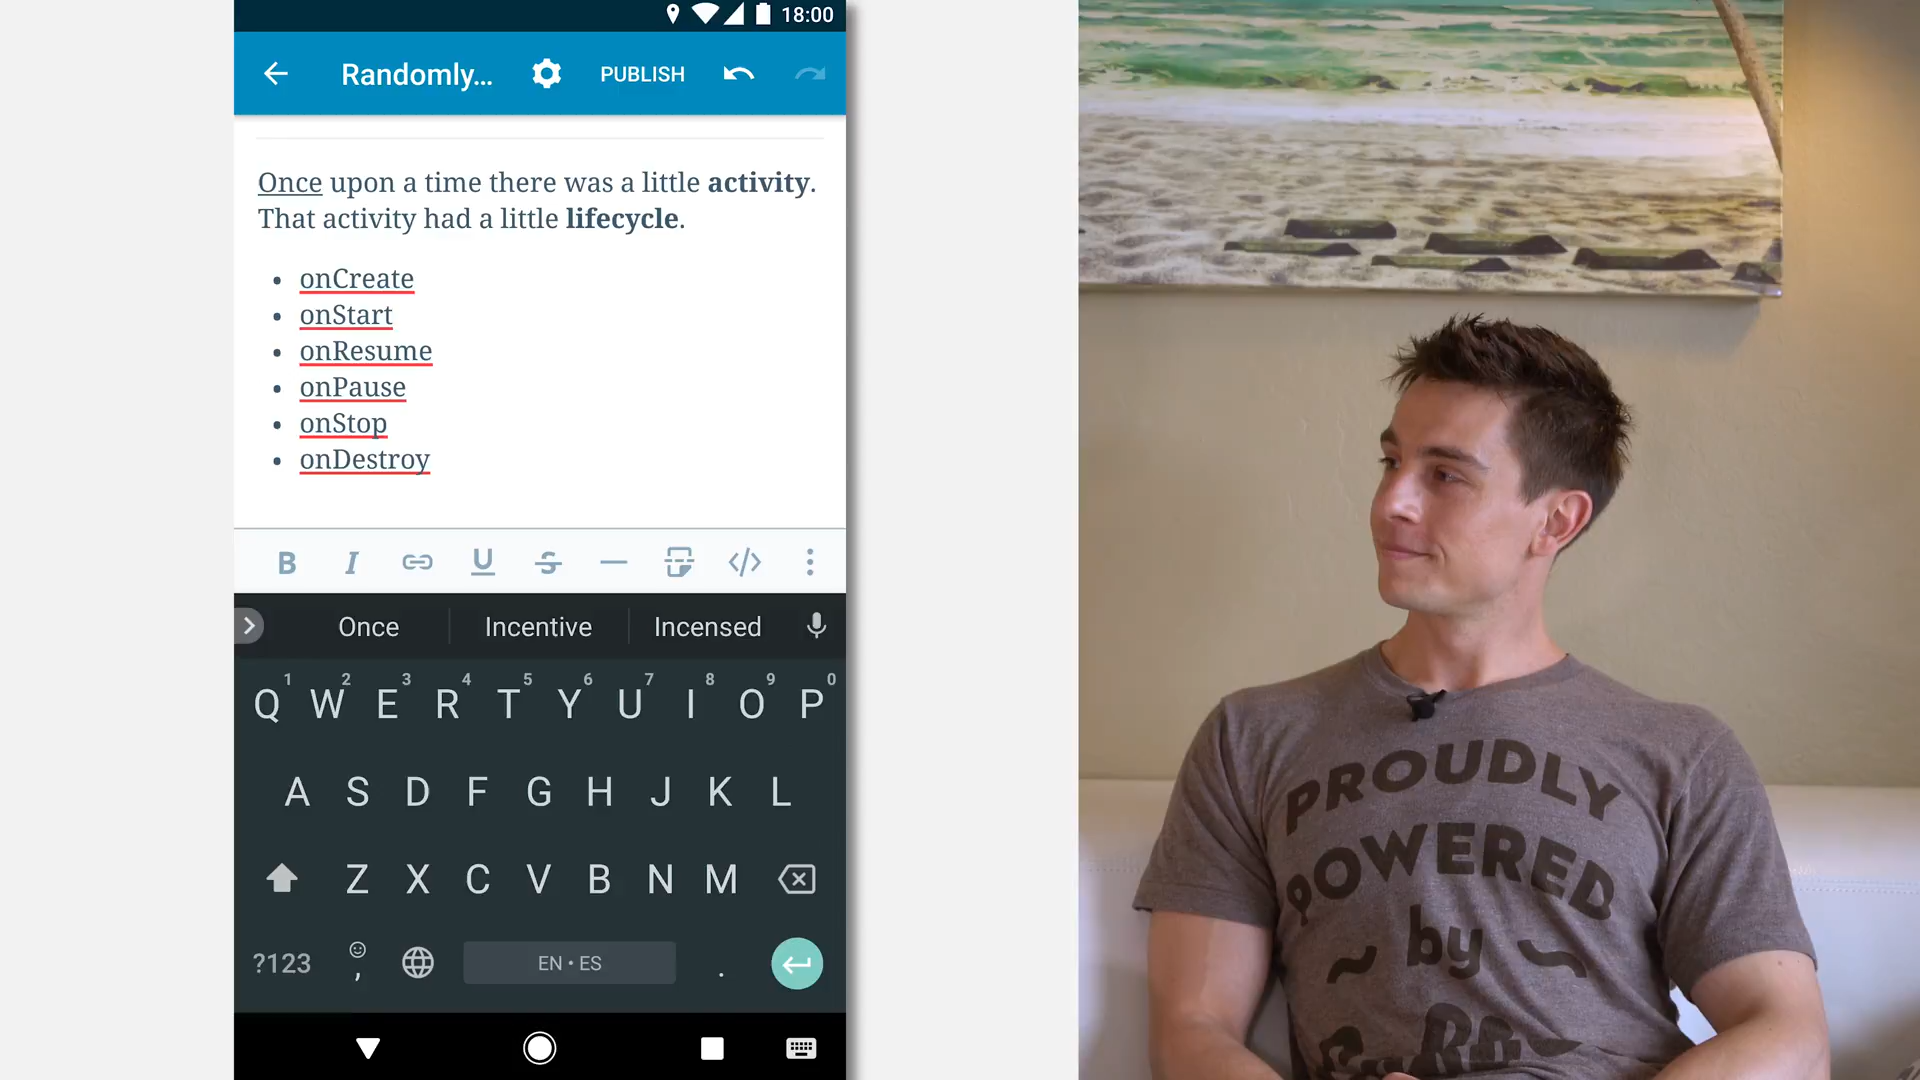 18:00
Randomly...
PUBLISH
Once upon a time there was a little activity.
That activity had a little lifecycle.
• onCreate
• onStart
• onResume
• onPause
• onStop
• onDestroy
B I U S </>
Once Incentive Incensed
1 2 3 4 5 6 7 8 9 0
Q W E R T Y U I O P
A S D F G H J K L
Z X C V B N M
?123 , EN • ES .
PROUDLY
POWERED
by